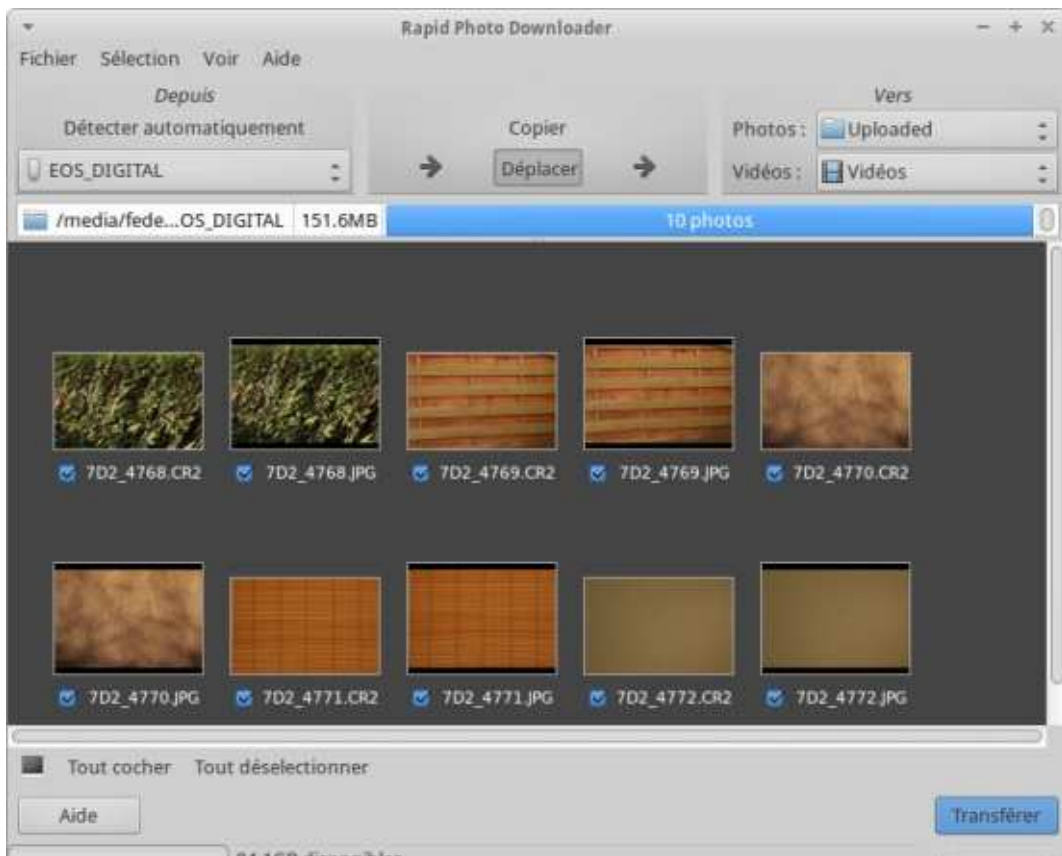 Rapid Photo Downloader
Fichier Sélection Voir Aide
Depuis
Vers
Détecter automatiquement
Copier
Photos : Uploaded
EOS_DIGITAL
Déplacer
Vidéos : Vidéos
/media/fede...OS_DIGITAL 151.6MB 10 photos
7D2_4768.CR2 7D2_4768.JPG 7D2_4769.CR2 7D2_4769.JPG 7D2_4770.CR2
7D2_4770.JPG 7D2_4771.CR2 7D2_4771.JPG 7D2_4772.CR2 7D2_4772.JPG
Tout cocher Tout déselectionner
Aide
Transférer